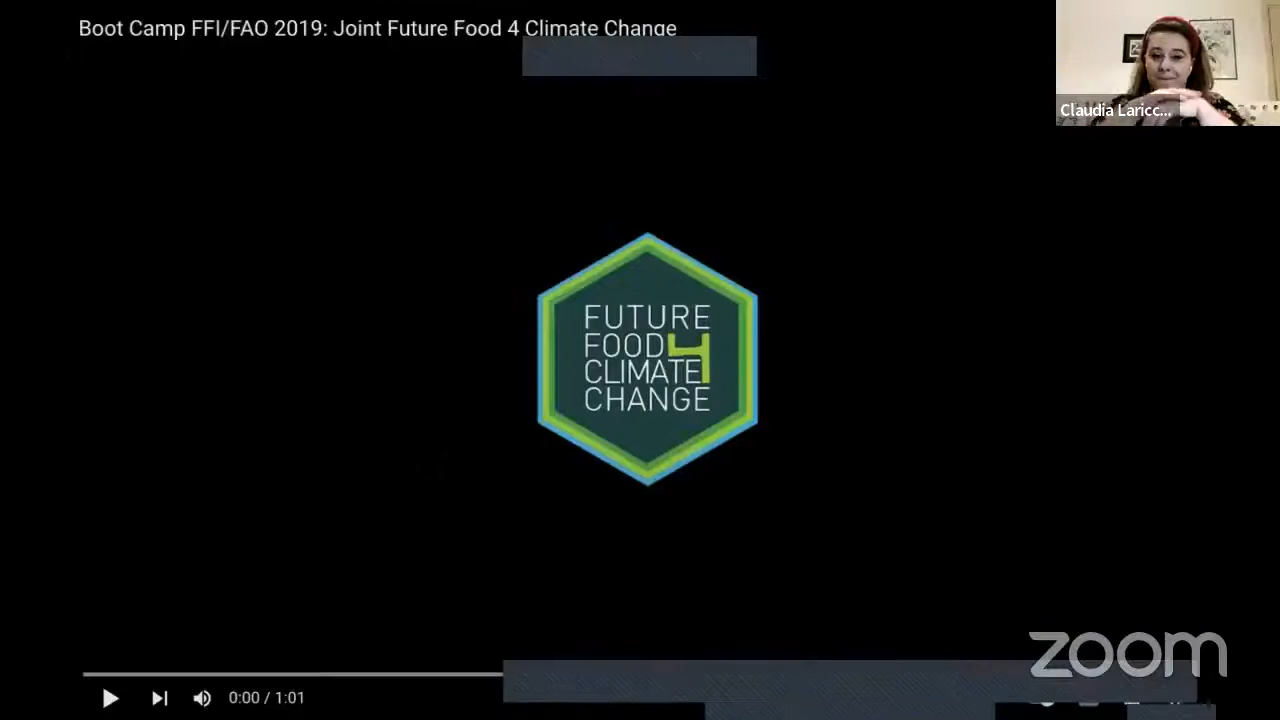 Boot Camp FFI/FAO 2019: Joint Future Food 4 Climate Change
Claudia Laricc...
FUTURE
FOOD 4
CLIMATE
CHANGE
zoom
0:00 / 1:01